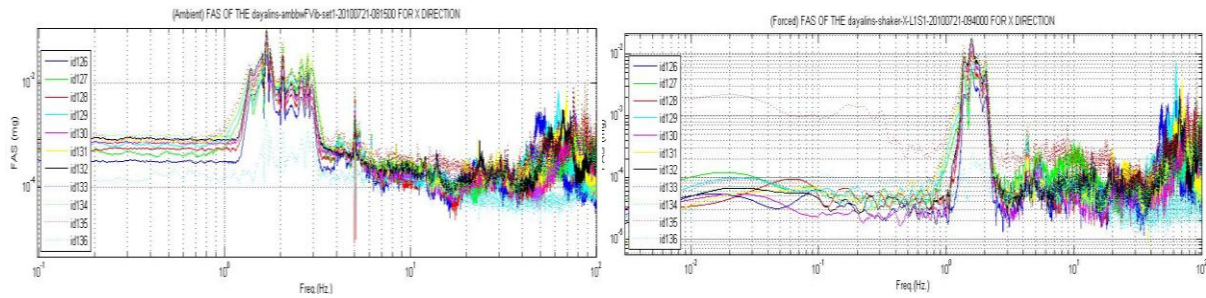 (Ambient) FAS OF THE dayalins-ambbwFVib-set1-20100721-081500 FOR X DIRECTION
FAS (mg)
10^-2
10^-4
id126
id127
id128
id129
id130
id131
id132
id133
id134
id135
id136
10^-1
10^0
10^1
10^2
Freq.(Hz.)
(Forced) FAS OF THE dayalins-shaker-X-L1S1-20100721-094000 FOR X DIRECTION
10^-2
10^-3
10^-4
10^-5
id126
id127
id128
id129
id130
id131
id132
id133
id134
id135
id136
10^-2
10^-1
10^0
10^1
10^2
Freq.(Hz.)